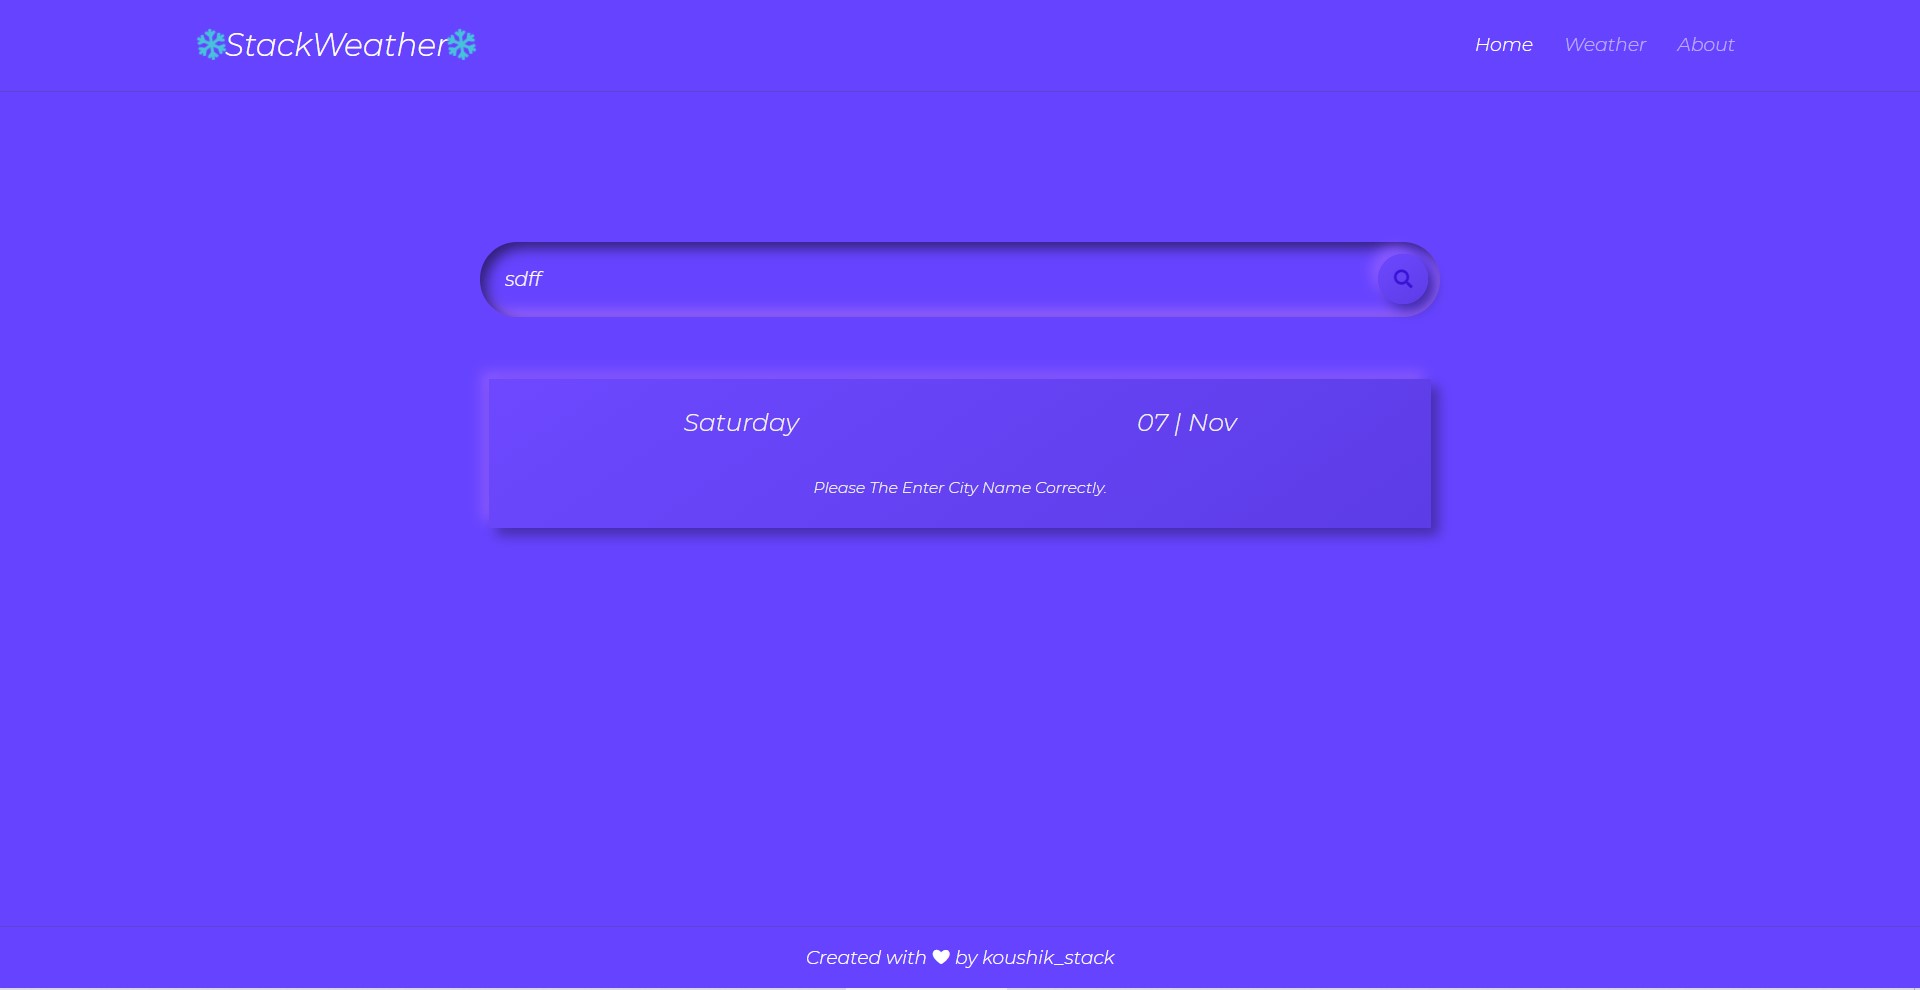 StackWeather
Home Weather About
sdff
Saturday 07 | Nov
Please The Enter City Name Correctly.
Created with ♥ by koushik_stack